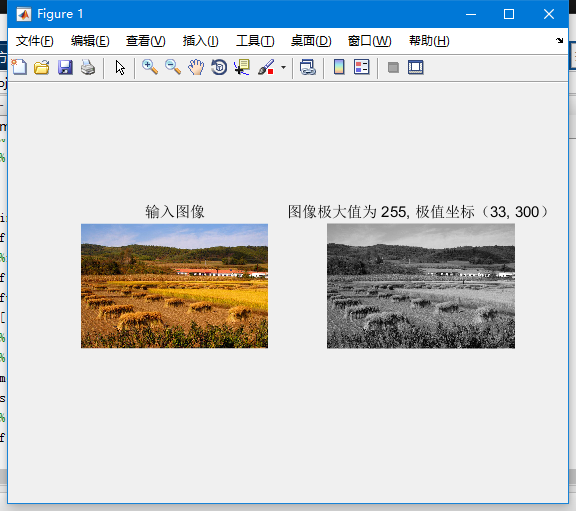 Figure 1
文件(F) 编辑(E) 查看(V) 插入(I) 工具(T) 桌面(D) 窗口(W) 帮助(H)
输入图像 图像极大值为 255, 极值坐标（33, 300）